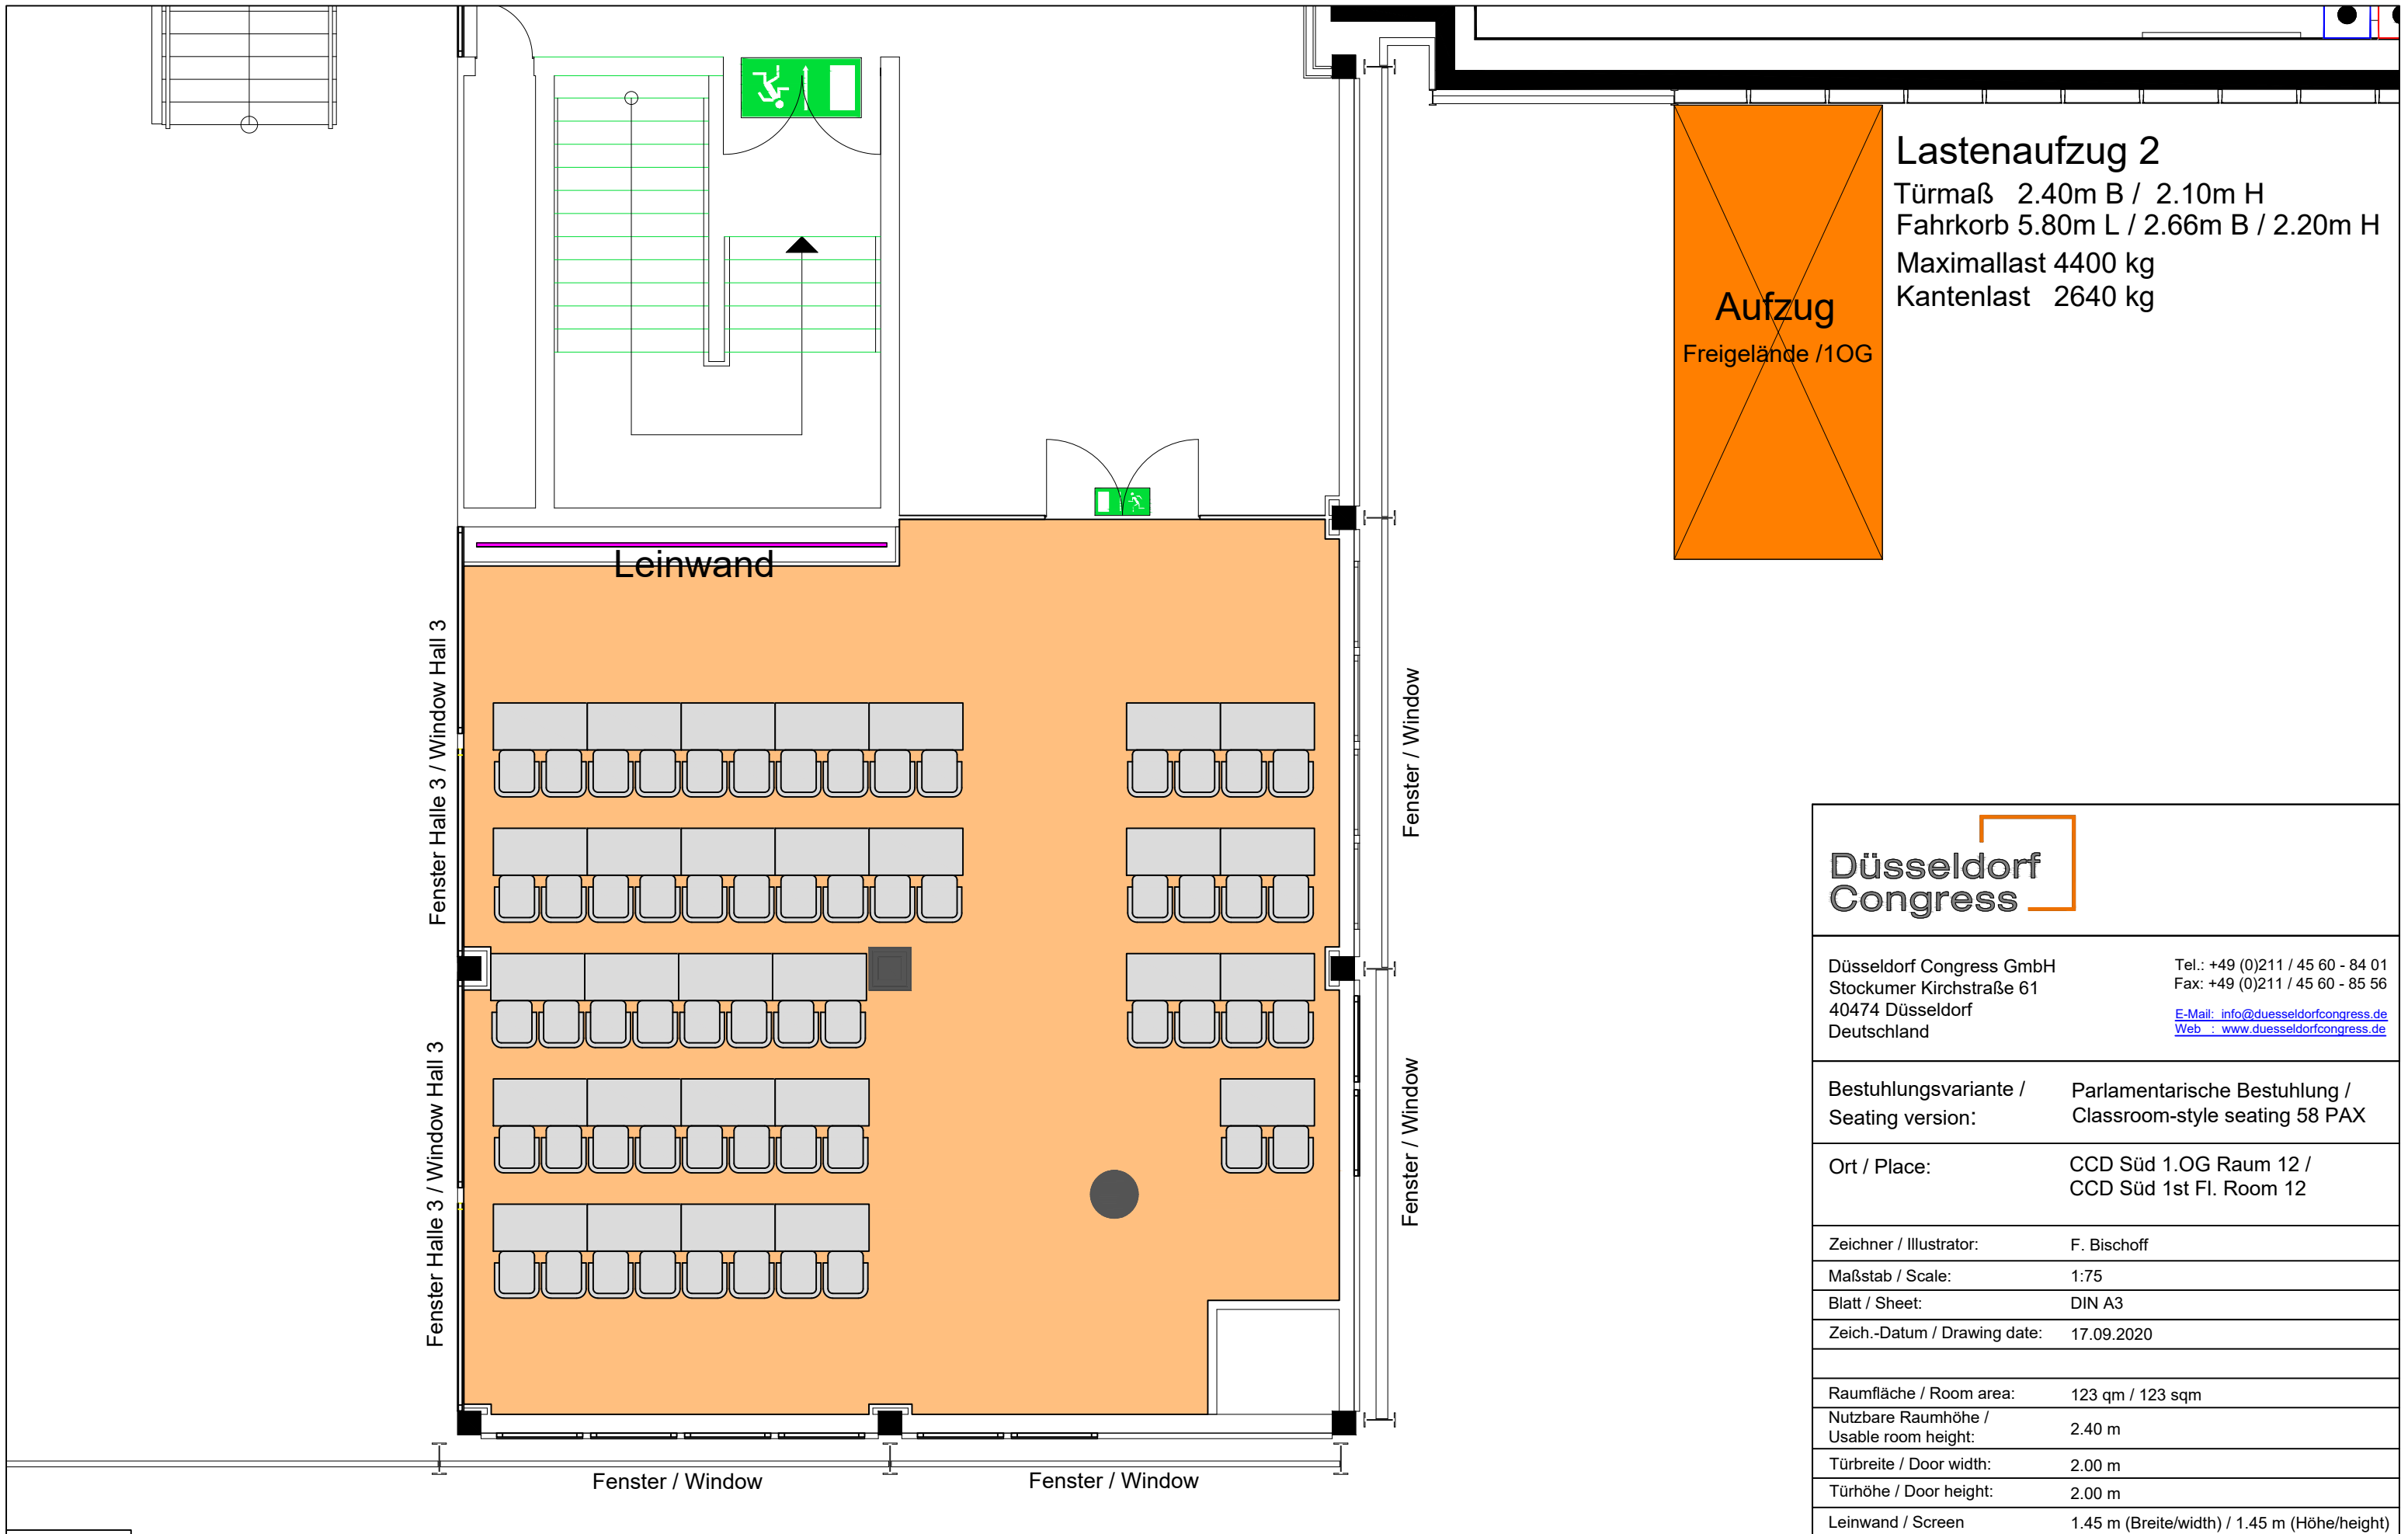 Lastenaufzug 2
Türmaß 2.40m B / 2.10m H
Fahrkorb 5.80m L / 2.66m B / 2.20m H
Maximallast 4400 kg
Kantenlast 2640 kg
Aufzug
Freigelände /1OG
Leinwand
Fenster Halle 3 / Window Hall 3
Fenster / Window
Fenster Halle 3 / Window Hall 3
Fenster / Window
Fenster / Window
Fenster / Window
Düsseldorf
Congress
Düsseldorf Congress GmbH
Stockumer Kirchstraße 61
40474 Düsseldorf
Deutschland
Tel.: +49 (0)211 / 45 60 - 84 01
Fax: +49 (0)211 / 45 60 - 85 56
E-Mail: info@duesseldorfcongress.de
Web : www.duesseldorfcongress.de
Bestuhlungsvariante / Parlamentarische Bestuhlung /
Seating version: Classroom-style seating 58 PAX
Ort / Place: CCD Süd 1.OG Raum 12 /
CCD Süd 1st Fl. Room 12
Zeichner / Illustrator: F. Bischoff
Maßstab / Scale: 1:75
Blatt / Sheet: DIN A3
Zeich.-Datum / Drawing date: 17.09.2020
Raumfläche / Room area: 123 qm / 123 sqm
Nutzbare Raumhöhe /
Usable room height: 2.40 m
Türbreite / Door width: 2.00 m
Türhöhe / Door height: 2.00 m
Leinwand / Screen 1.45 m (Breite/width) / 1.45 m (Höhe/height)